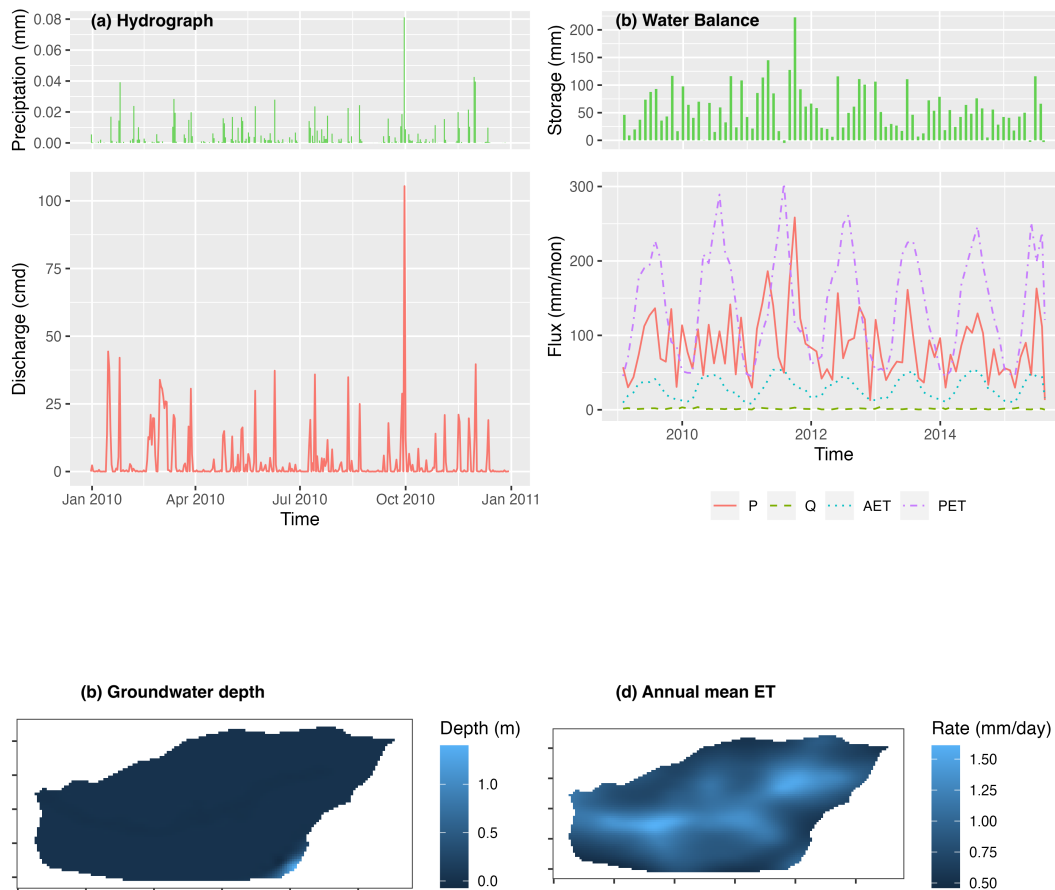 (a) Hydrograph
Preciptation (mm)
0.08
0.06
0.04
0.02
0.00
Discharge (cmd)
100
75
50
25
0
Jan 2010 Apr 2010 Jul 2010 Oct 2010 Jan 2011
Time
(b) Water Balance
Storage (mm)
200
150
100
50
0
Flux (mm/mon)
300
200
100
0
2010 2012 2014
Time
P Q AET PET
(b) Groundwater depth
Depth (m)
1.0
0.5
0.0
(d) Annual mean ET
Rate (mm/day)
1.50
1.25
1.00
0.75
0.50